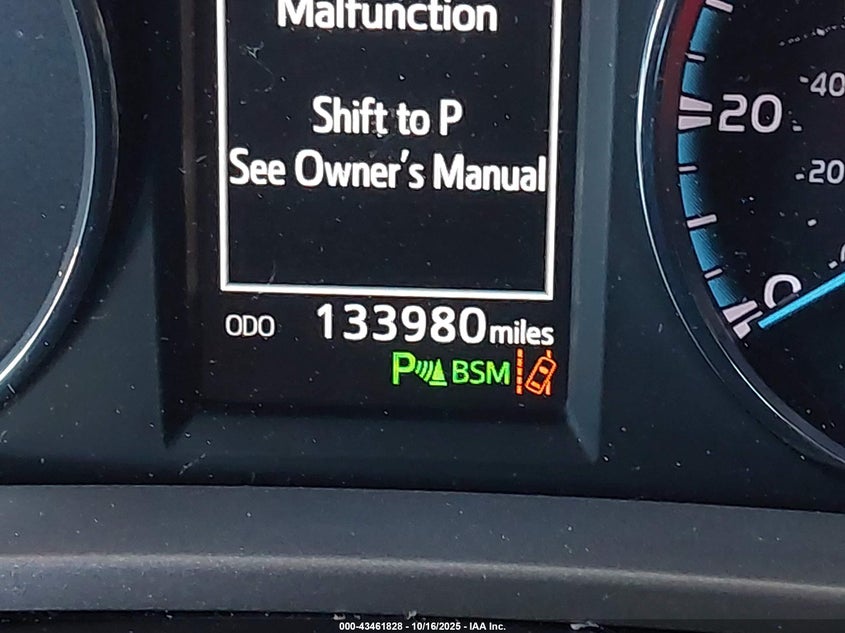 Malfunction
Shift to P
See Owner's Manual
ODO 133980 miles
P BSM
20
40
20
0
000-43461828 - 10/16/2025 - IAA Inc.